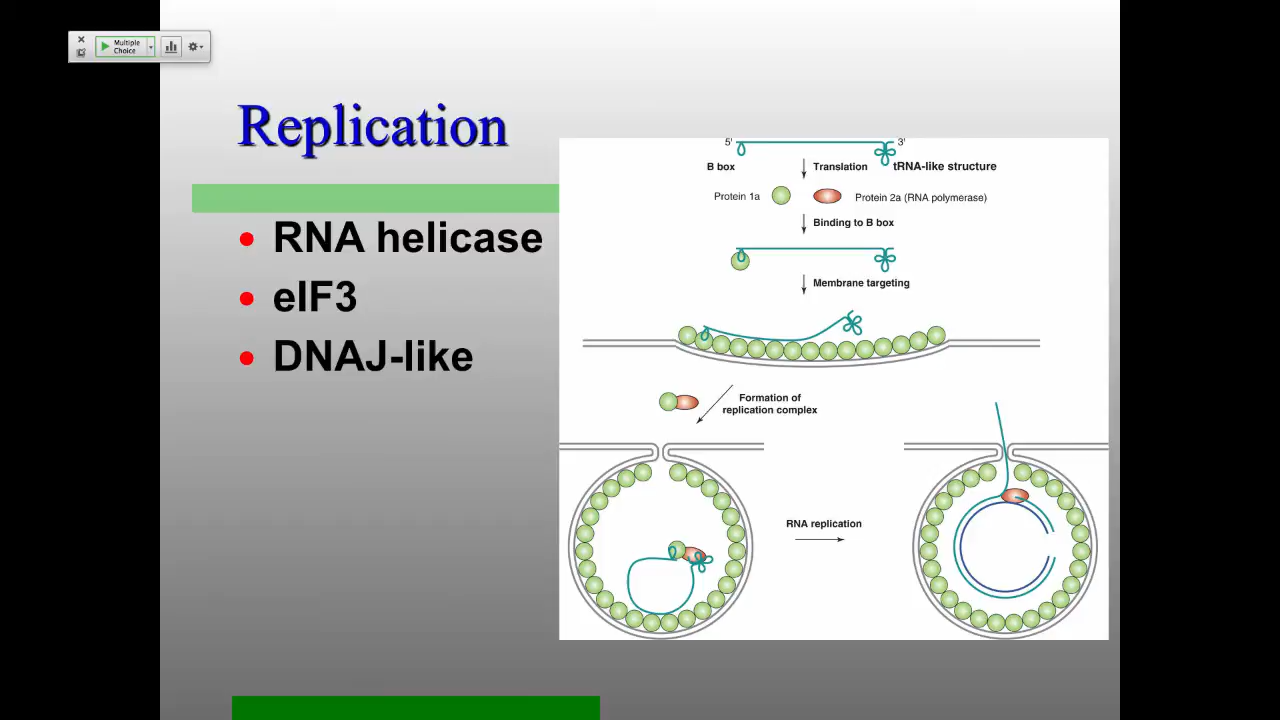 Multiple
Choice
Replication
• RNA helicase
• eIF3
• DNAJ-like
5' 3'
B box Translation tRNA-like structure
Protein 1a Protein 2a (RNA polymerase)
Binding to B box
Membrane targeting
Formation of
replication complex
RNA replication